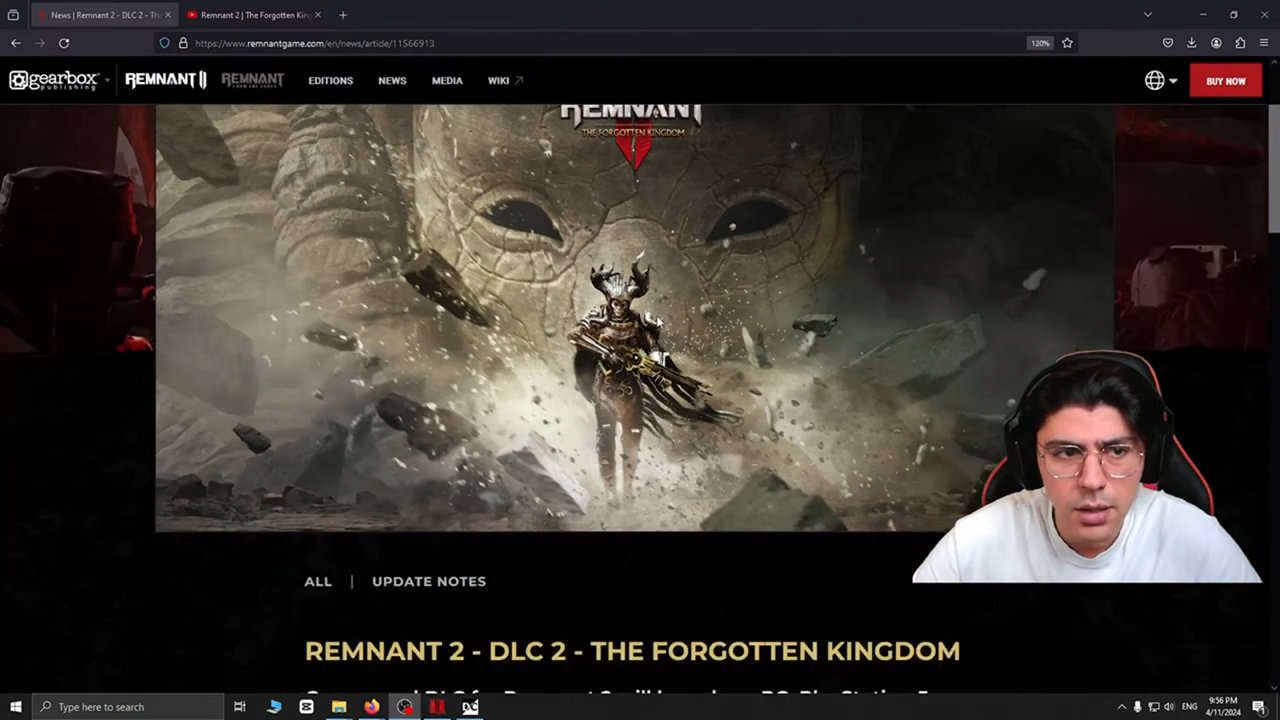 News | Remnant 2 - DLC 2 - The
Remnant 2 | The Forgotten King
https://www.remnantgame.com/en/news/article/11566913
120%
gearbox
publishing
REMNANT II
REMNANT
EDITIONS
NEWS
MEDIA
WIKI
BUY NOW
REMNANT
THE FORGOTTEN KINGDOM
ALL | UPDATE NOTES
REMNANT 2 - DLC 2 - THE FORGOTTEN KINGDOM
Type here to search
ENG
9:56 PM
4/11/2024